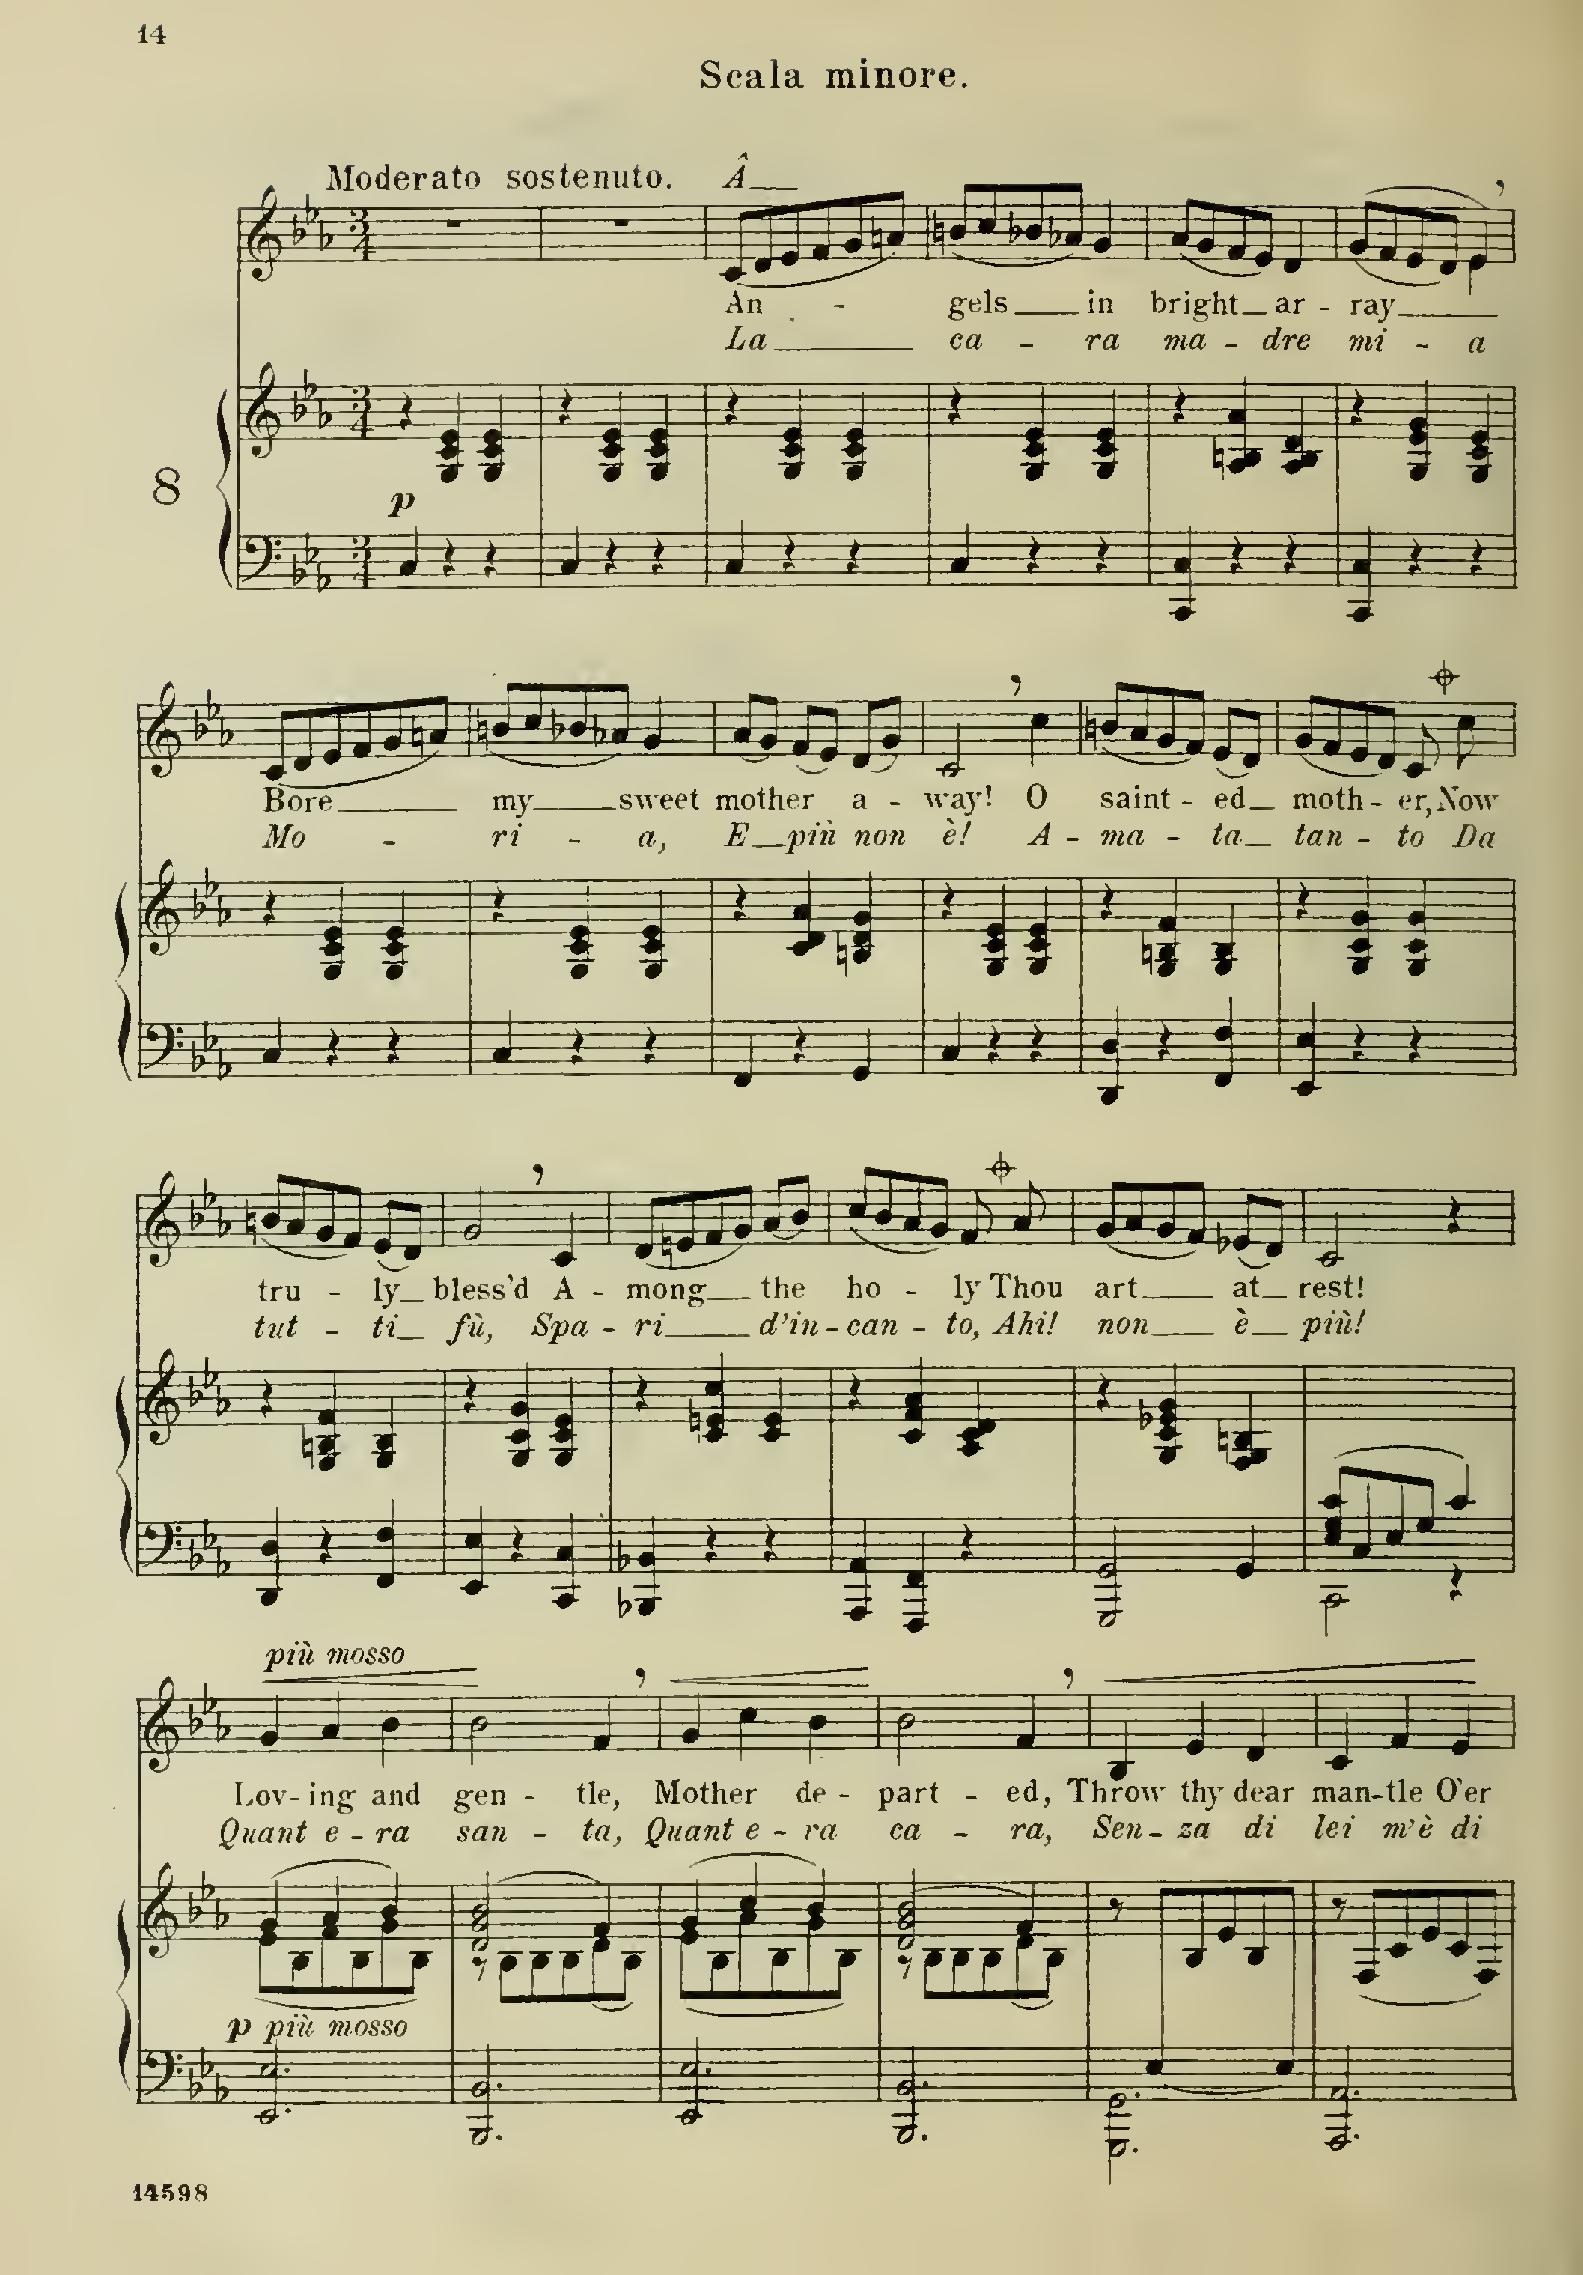 14
Scala minore.
Moderato sostenuto. Â
An - gels in bright ar - ray
La ca - ra ma - dre mi - a
8
p
Bore my sweet mother a - way! O saint - ed moth - er, Now
Mo - ri - a, E più non è! A - ma - ta tan - to Da
tru - ly bless'd A - mong the ho - ly Thou art at rest!
tut - ti fù, Spa - ri d'in - can - to, Ahi! non è più!
più mosso
Lov - ing and gen - tle, Mother de - part - ed, Throw thy dear man - tle O'er
Quant e - ra san - ta, Quant e - ra ca - ra, Sen - za di lei m'è di
p più mosso
14598